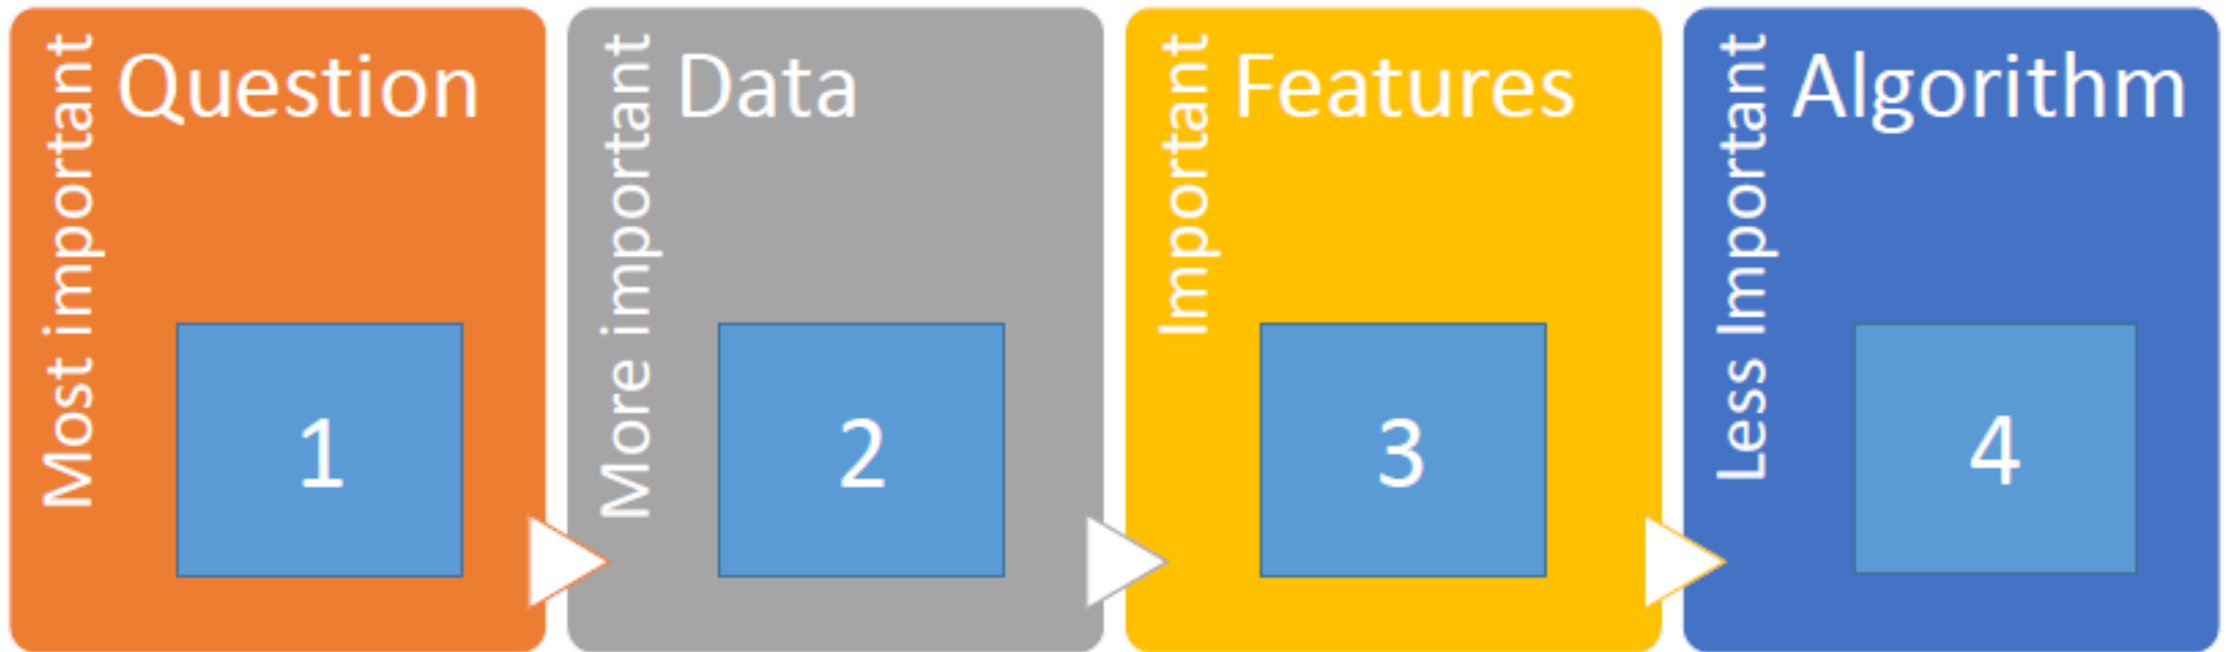 Most important
Question
1
More important
Data
2
Important
Features
3
Less Important
Algorithm
4